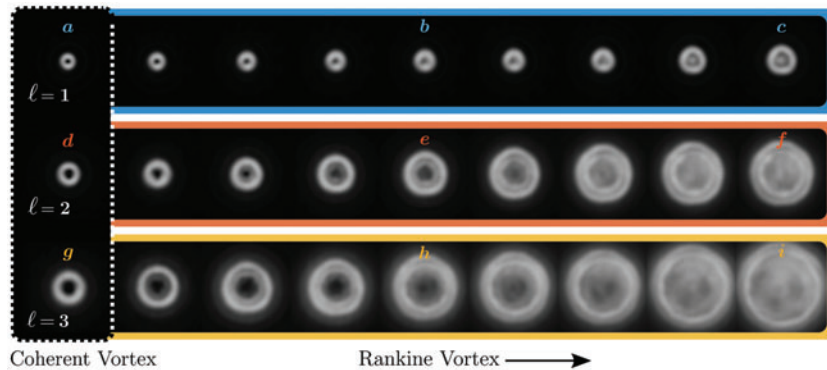 a b c
ℓ = 1
d e f
ℓ = 2
g h i
ℓ = 3
Coherent Vortex Rankine Vortex